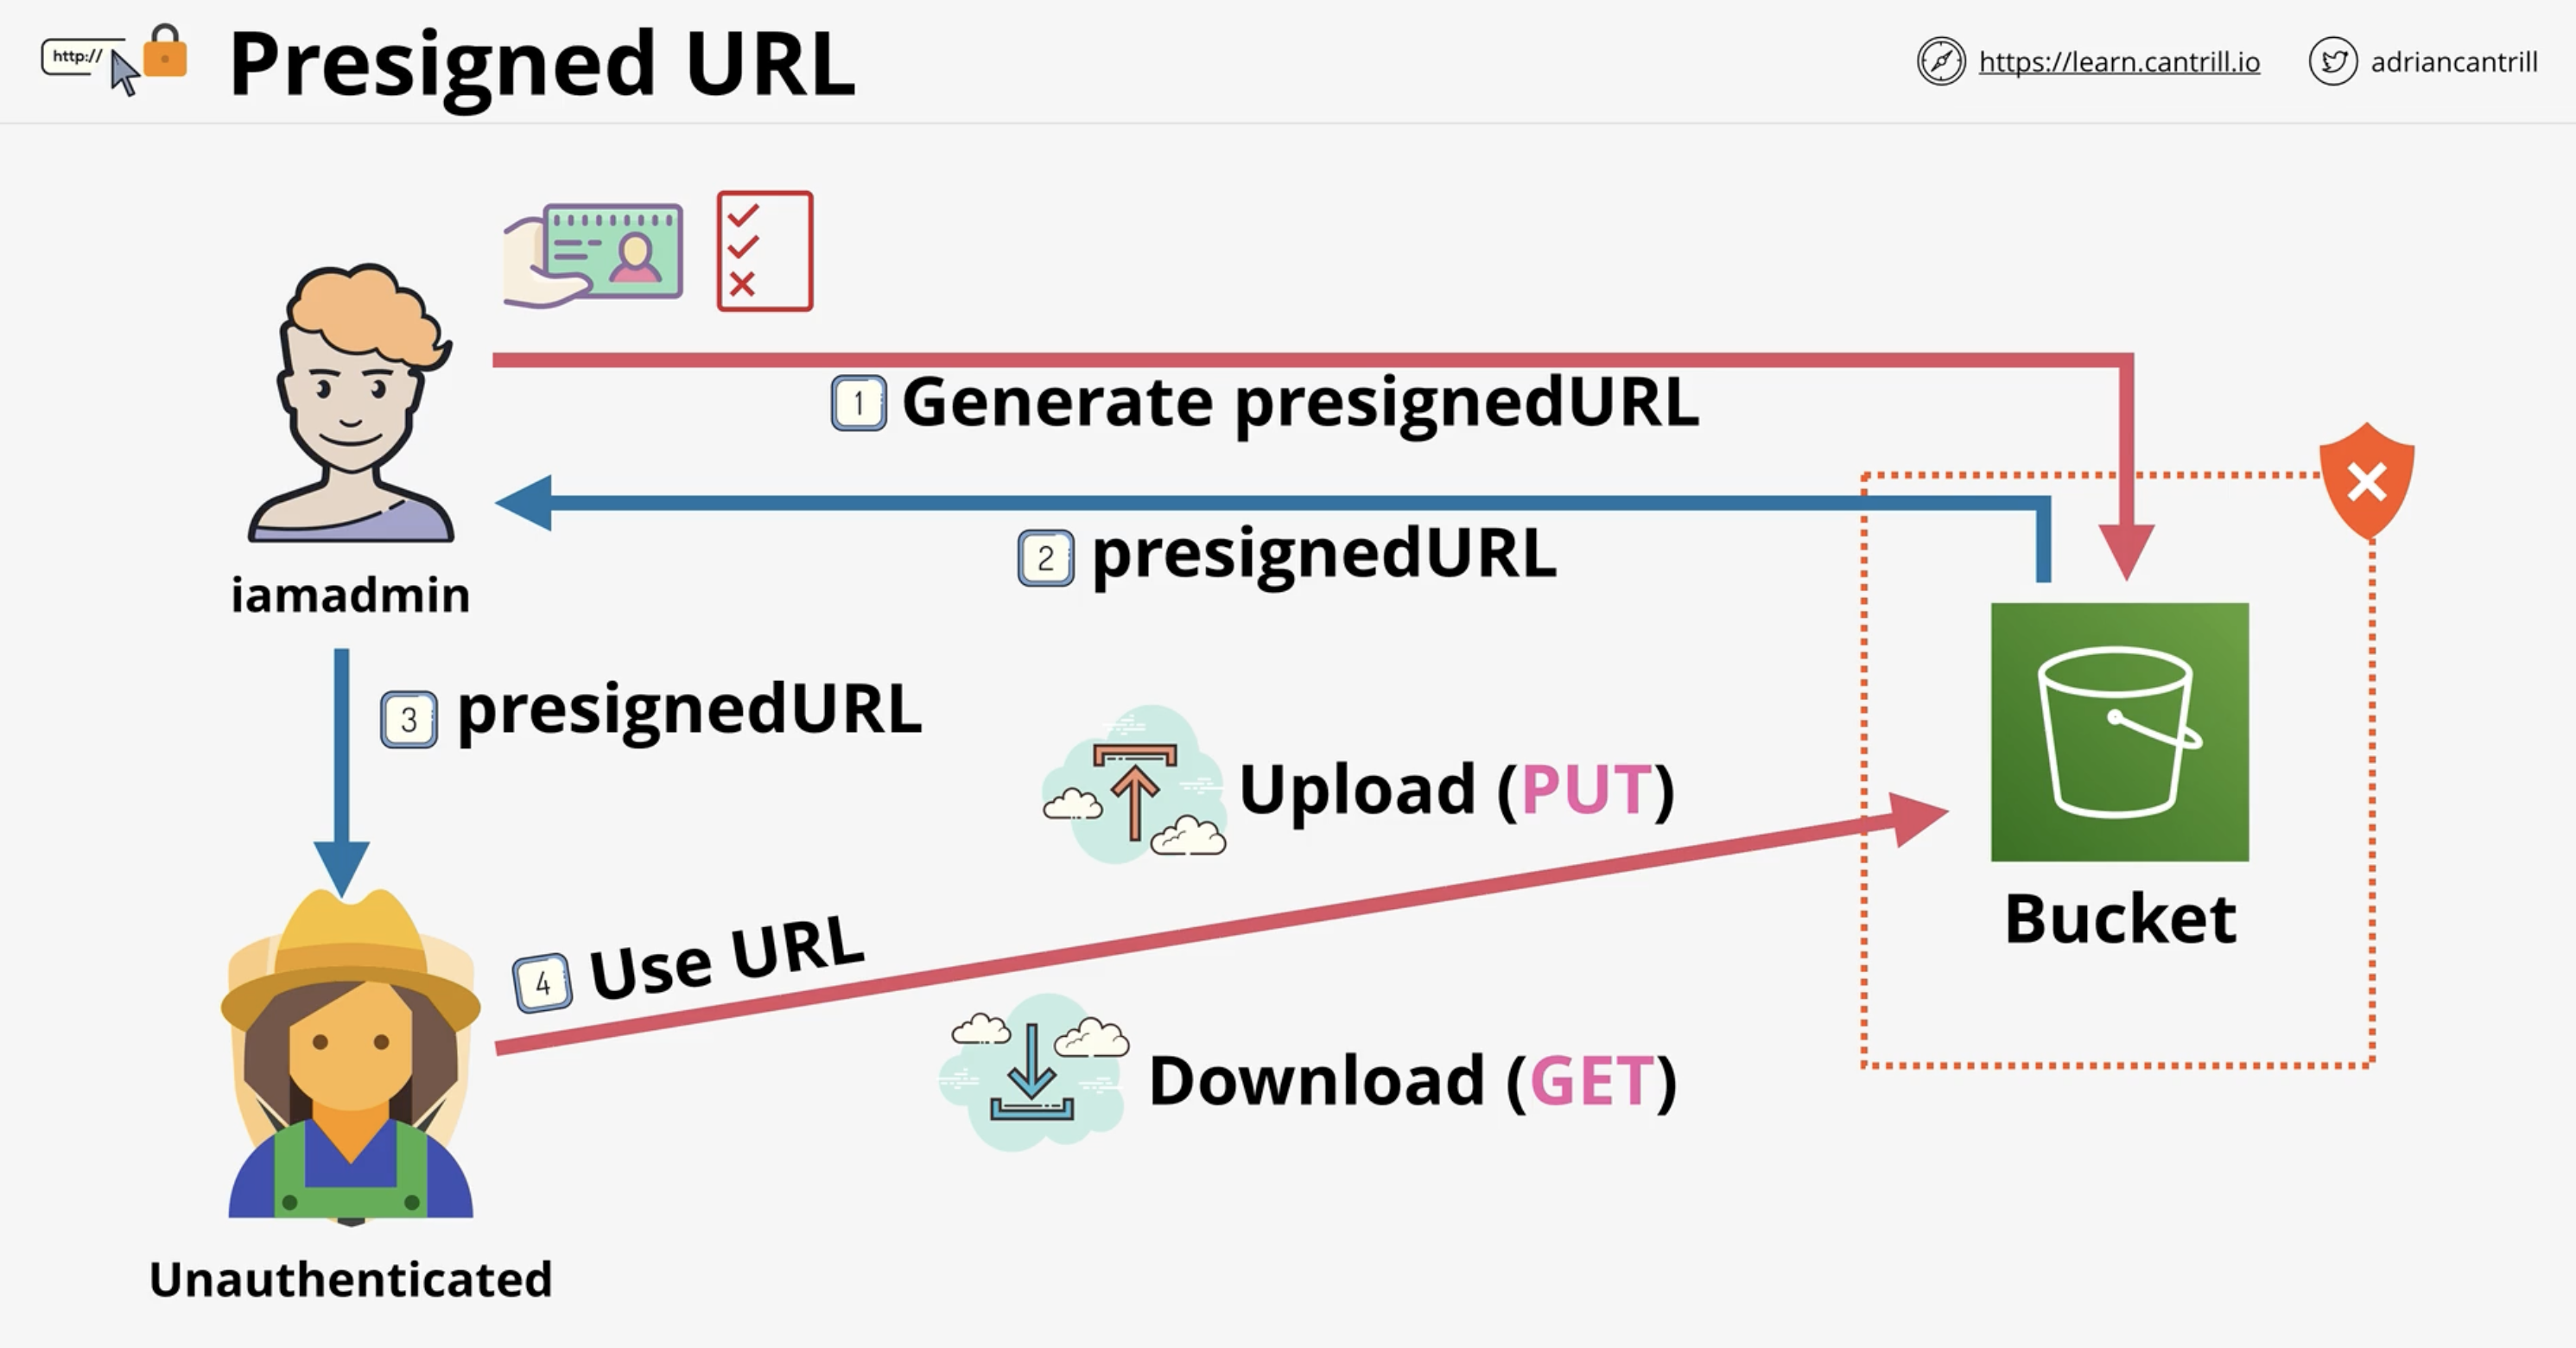 http://
Presigned URL
https://learn.cantrill.io
adriancantrill
1 Generate presignedURL
2 presignedURL
iamadmin
3 presignedURL
Upload (PUT)
Bucket
4 Use URL
Download (GET)
Unauthenticated